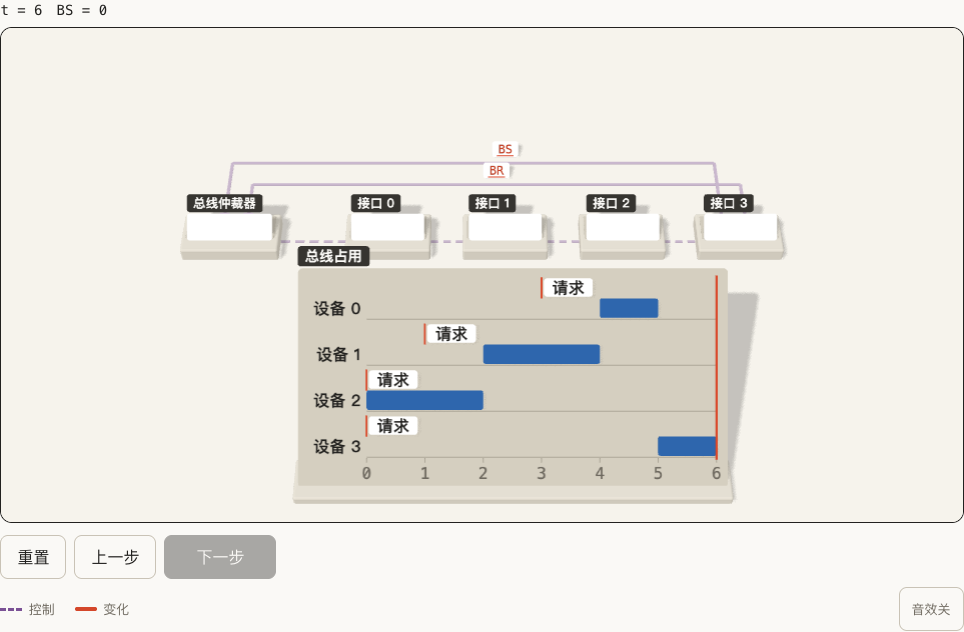 t = 6 BS = 0
BS
BR
总线仲裁器 接口 0 接口 1 接口 2 接口 3
总线占用
请求
设备 0
请求
设备 1
请求
设备 2
请求
设备 3
0 1 2 3 4 5 6
重置 上一步 下一步
控制 变化
音效关